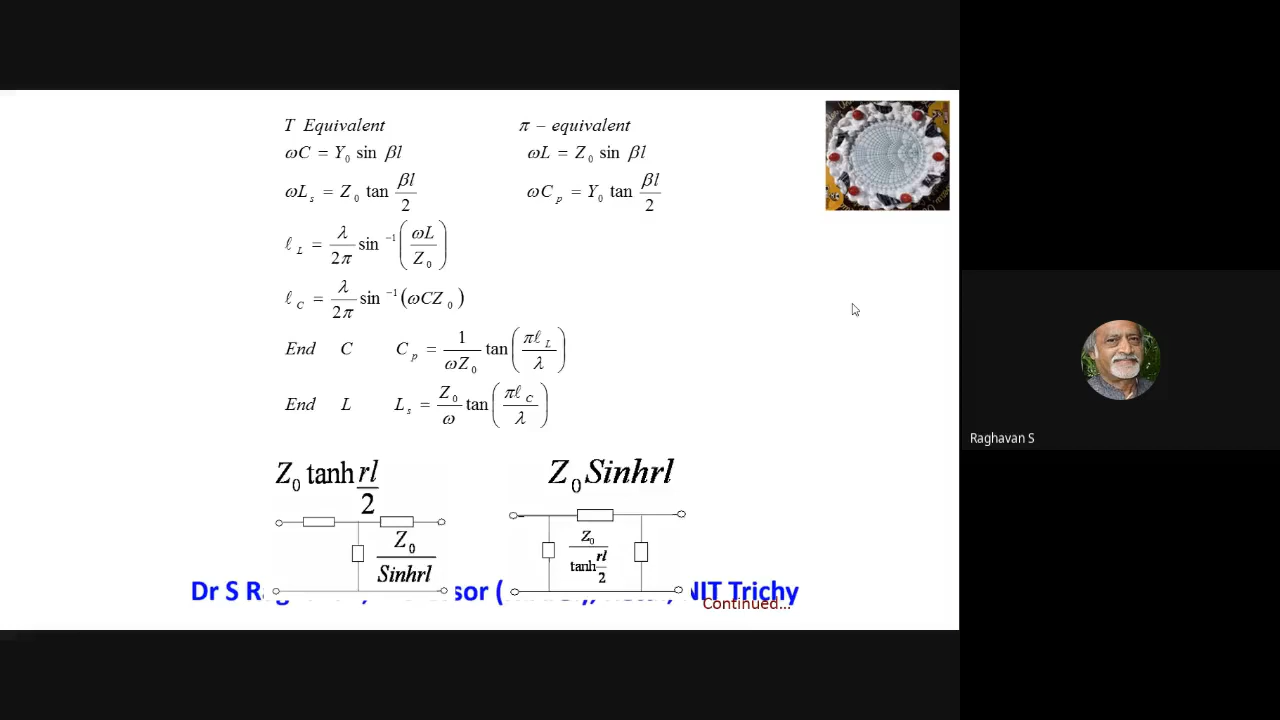 T Equivalent π – equivalent
ωC = Y₀ sin βl ωL = Z₀ sin βl
ωLₛ = Z₀ tan βl/2 ωCₚ = Y₀ tan βl/2
ℓ_L = λ/2π sin⁻¹(ωL/Z₀)
ℓ_C = λ/2π sin⁻¹(ωCZ₀)
End C Cₚ = 1/ωZ₀ tan(πℓ_L/λ)
End L Lₛ = Z₀/ω tan(πℓ_C/λ)
Z₀ tanh rl/2 Z₀ Sinhrl
Z₀/Sinhrl Z₀/tanh rl/2
Dr S NIT Trichy
Continued...
Raghavan S